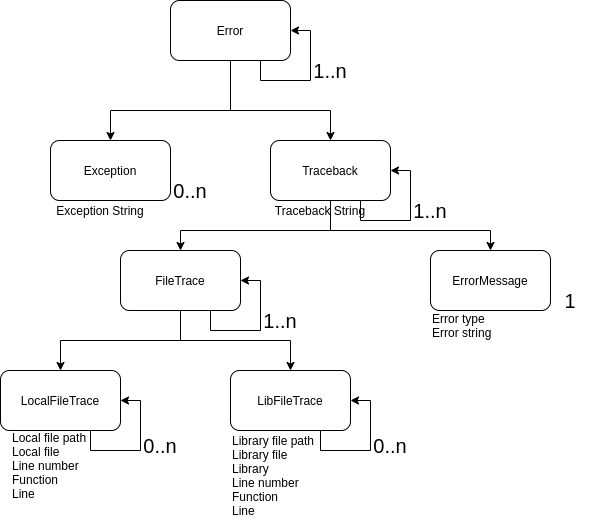 Error
1..n
Exception
Traceback
0..n
Exception String
Traceback String
1..n
FileTrace
ErrorMessage
1..n
1
Error type
Error string
LocalFileTrace
LibFileTrace
0..n
0..n
Local file path
Local file
Line number
Function
Line
Library file path
Library file
Library
Line number
Function
Line